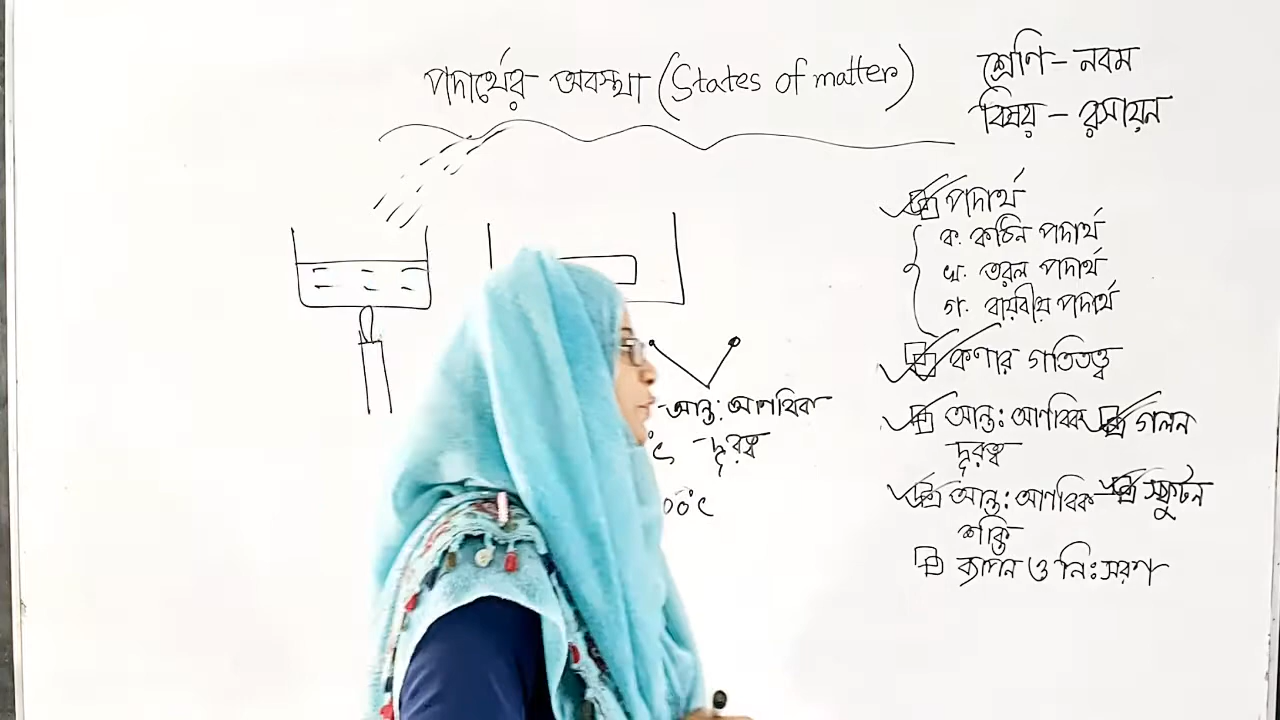 পদার্থের অবস্থা (States of matter)
শ্রেণি - নবম
বিষয় - রসায়ন
পদার্থ
ক. কঠিন পদার্থ
খ. তরল পদার্থ
গ. বায়বীয় পদার্থ
কণার গতিতত্ত্ব
আন্ত: আণবিক গলন
দূরত্ব
আন্ত: আণবিক স্ফুটন
শক্তি
ব্যাপন ও নি:সরণ
আন্ত: আণবিক
দূরত্ব